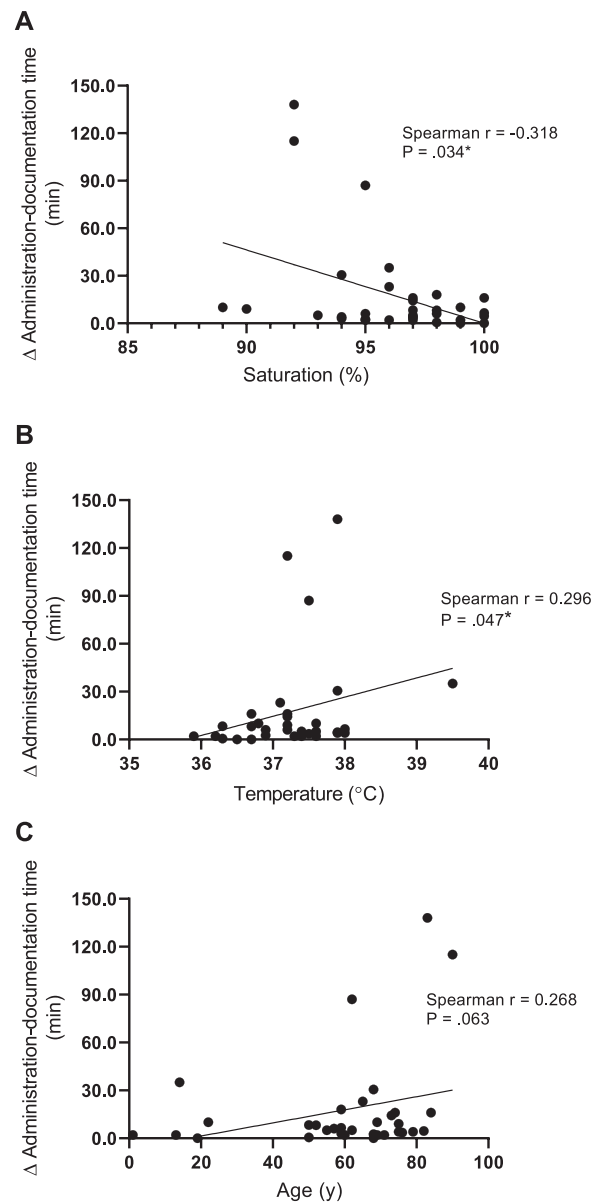 A
Δ Administration-documentation time
(min)
150.0
120.0
90.0
60.0
30.0
0.0
85
90
95
100
Saturation (%)
Spearman r = -0.318
P = .034*
B
Δ Administration-documentation time
(min)
150.0
120.0
90.0
60.0
30.0
0.0
35
36
37
38
39
40
Temperature (°C)
Spearman r = 0.296
P = .047*
C
Δ Administration-documentation time
(min)
150.0
120.0
90.0
60.0
30.0
0.0
0
20
40
60
80
100
Age (y)
Spearman r = 0.268
P = .063